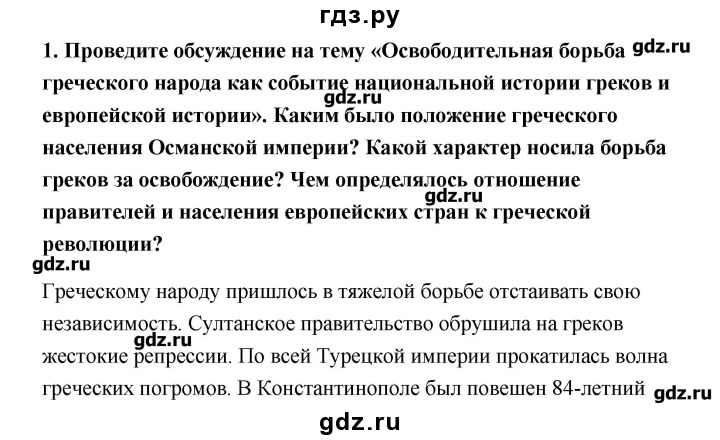 гдз.ру
1. Проведите обсуждение на тему «Освободительная борьба gdz.ru
греческого народа как событие национальной истории греков и
gdz.ru
европейской истории». Каким было положение греческого
населения Османской империи? Какой характер носила борьба
греков за освобождение? Чем определялось отношение
gdz.ru
правителей и населения европейских стран к греческой
революции?
gdz.ru
Греческому народу пришлось в тяжелой борьбе отстаивать свою
независимость. Султанское правительство обрушила на греков
gdz.ru
жестокие репрессии. По всей Турецкой империи прокатилась волна
греческих погромов. В Константинополе был повешен 84-летний gdz.ru
gdz.ru